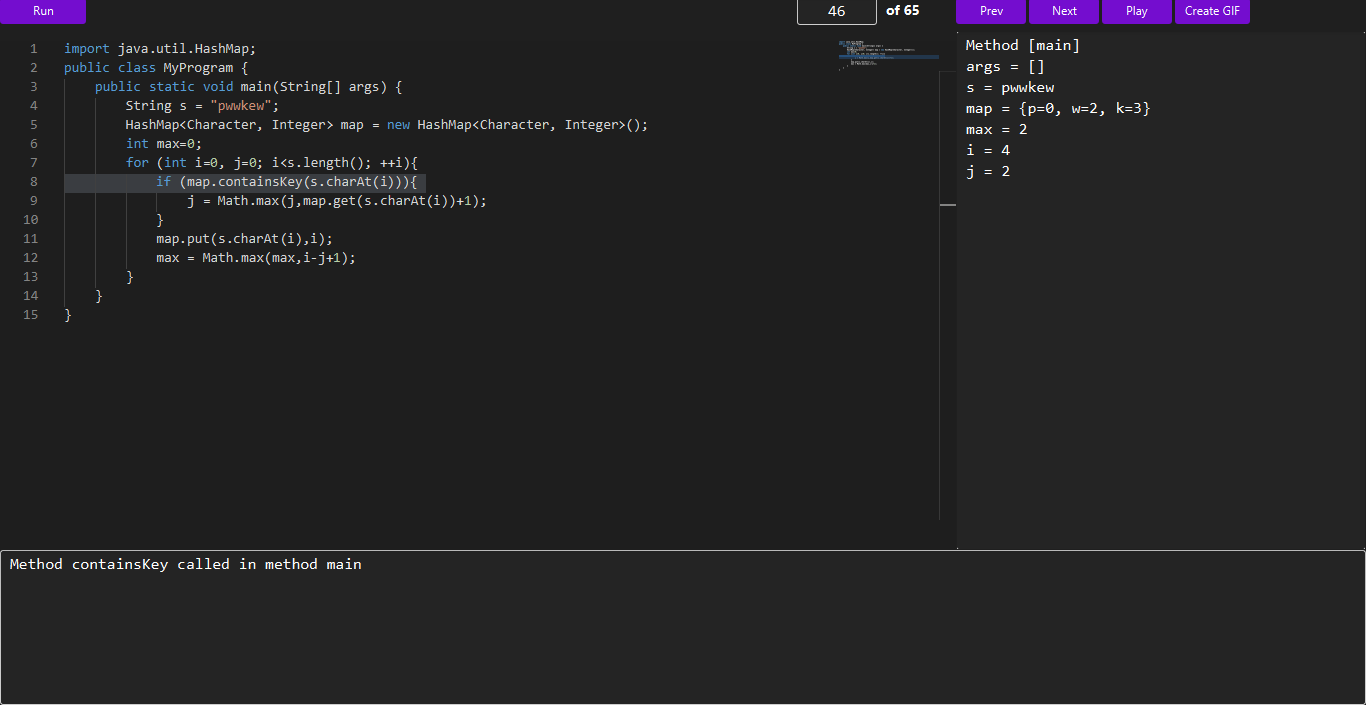 Run 46 of 65 Prev Next Play Create GIF
1 import java.util.HashMap;
2 public class MyProgram {
3 public static void main(String[] args) {
4 String s = "pwwkew";
5 HashMap<Character, Integer> map = new HashMap<Character, Integer>();
6 int max=0;
7 for (int i=0, j=0; i<s.length(); ++i){
8 if (map.containsKey(s.charAt(i))){
9 j = Math.max(j,map.get(s.charAt(i))+1);
10 }
11 map.put(s.charAt(i),i);
12 max = Math.max(max,i-j+1);
13 }
14 }
15 }
Method [main]
args = []
s = pwwkew
map = {p=0, w=2, k=3}
max = 2
i = 4
j = 2
Method containsKey called in method main